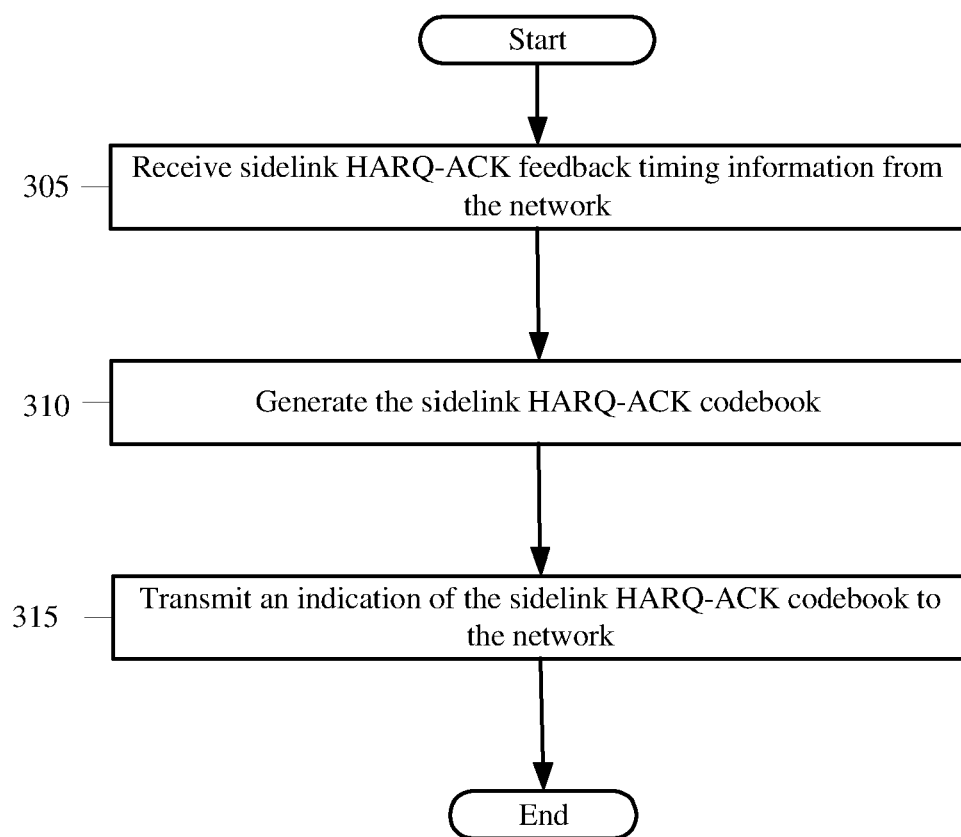 Start
305
Receive sidelink HARQ-ACK feedback timing information from
the network
310
Generate the sidelink HARQ-ACK codebook
315
Transmit an indication of the sidelink HARQ-ACK codebook to
the network
End